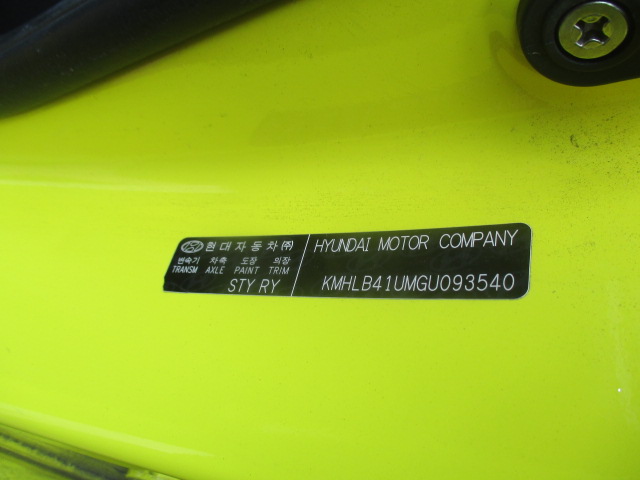 현대자동차㈜
변속기 차축 도장 의장
TRANSM AXLE PAINT TRIM
STY RY
HYUNDAI MOTOR COMPANY
KMHLB41UMGU093540